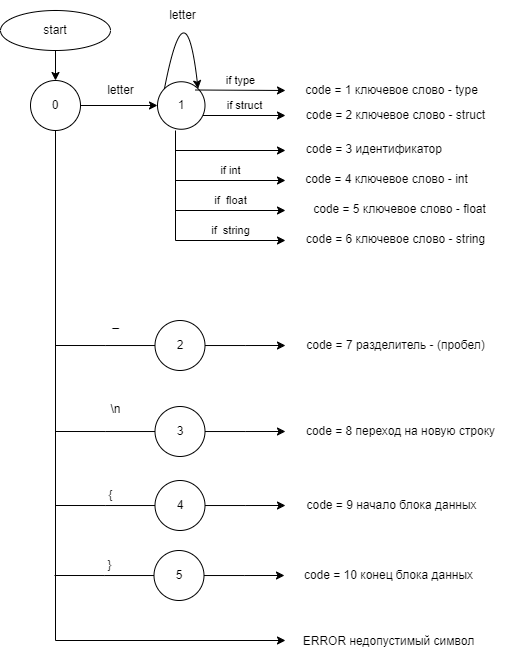 start
letter
0
letter
1
if type
code = 1 ключевое слово - type
if struct
code = 2 ключевое слово - struct
code = 3 идентификатор
if int
code = 4 ключевое слово - int
if float
code = 5 ключевое слово - float
if string
code = 6 ключевое слово - string
_
2
code = 7 разделитель - (пробел)
\n
3
code = 8 переход на новую строку
{
4
code = 9 начало блока данных
}
5
code = 10 конец блока данных
ERROR недопустимый символ